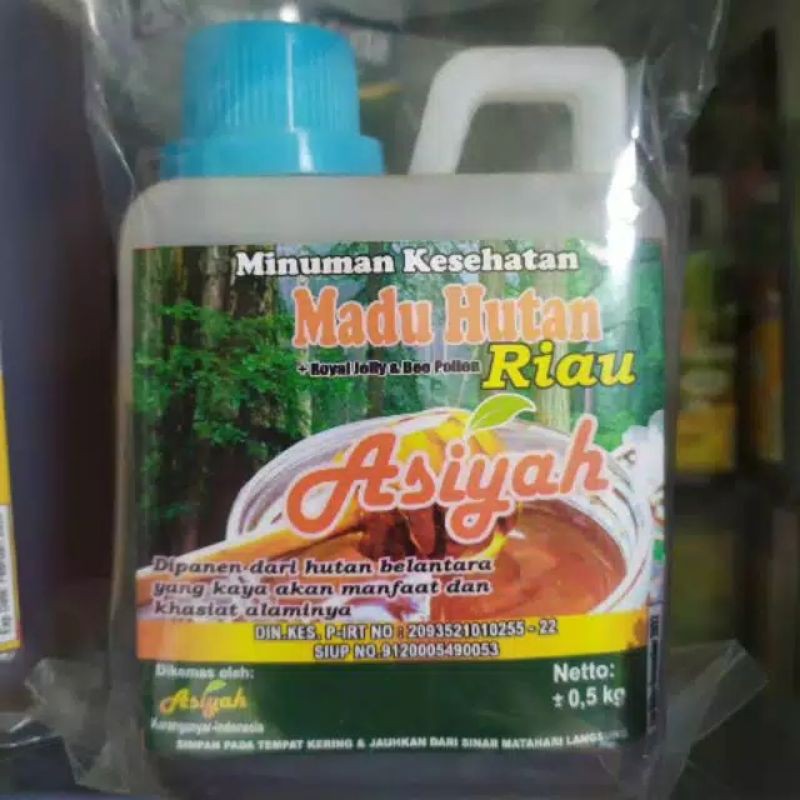 Minuman Kesehatan
Madu Hutan
+ Royal Jelly & Bee Pollen
Riau
Asiyah
Dipanen dari hutan belantara
yang kaya akan manfaat dan
khasiat alaminya
DIN.KES. P-IRT NO : 2093521010255 - 22
SIUP NO.9120005490053
Dikemas oleh:
Asiyah
Karanganyar-Indonesia
Netto:
± 0,5 kg
SIMPAN PADA TEMPAT KERING & JAUHKAN DARI SINAR MATAHARI LANGSUNG